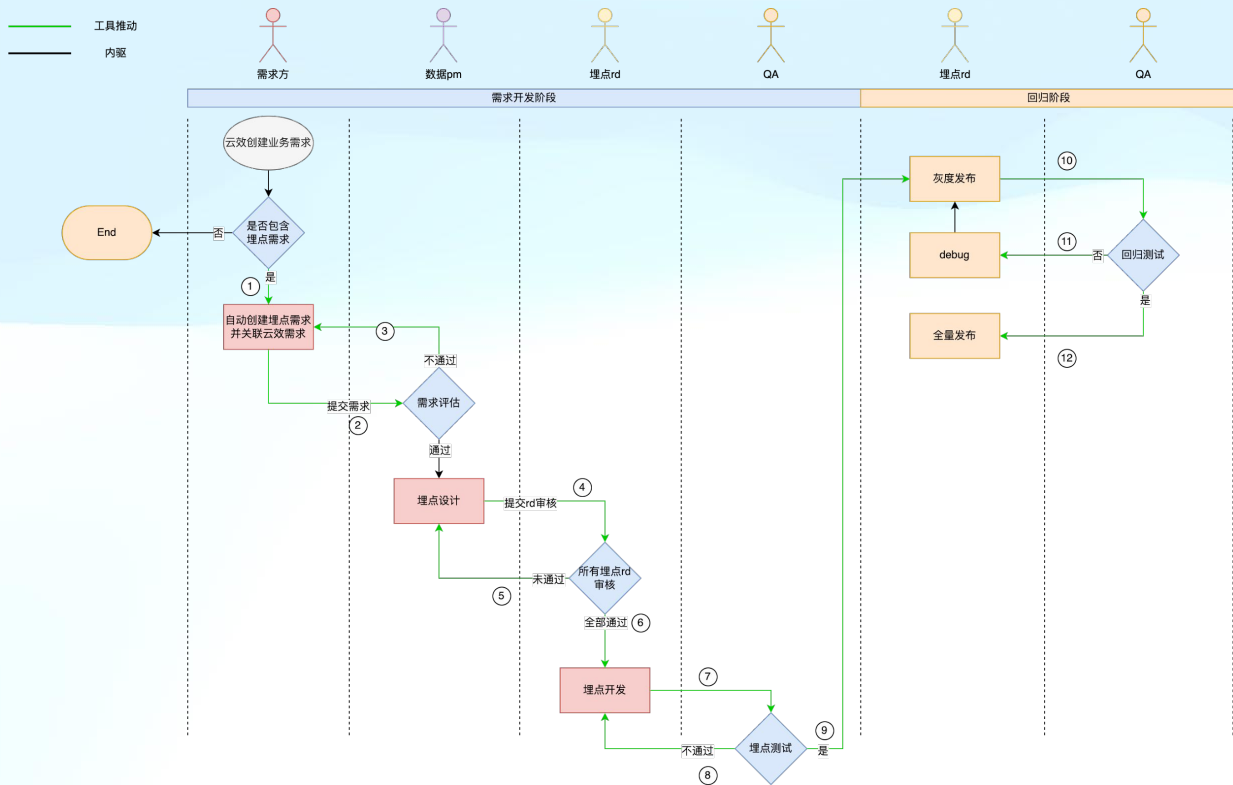 工具推动
内驱
需求方
数据pm
埋点rd
QA
埋点rd
QA
需求开发阶段
回归阶段
云效创建业务需求
是否包含
埋点需求
否
End
是
①
自动创建埋点需求
并关联云效需求
③
不通过
提交需求
②
需求评估
通过
埋点设计
提交rd审核
④
所有埋点rd
审核
未通过
⑤
全部通过
⑥
埋点开发
⑦
埋点测试
不通过
⑧
⑨
是
灰度发布
⑩
debug
⑪
否
回归测试
是
全量发布
⑫